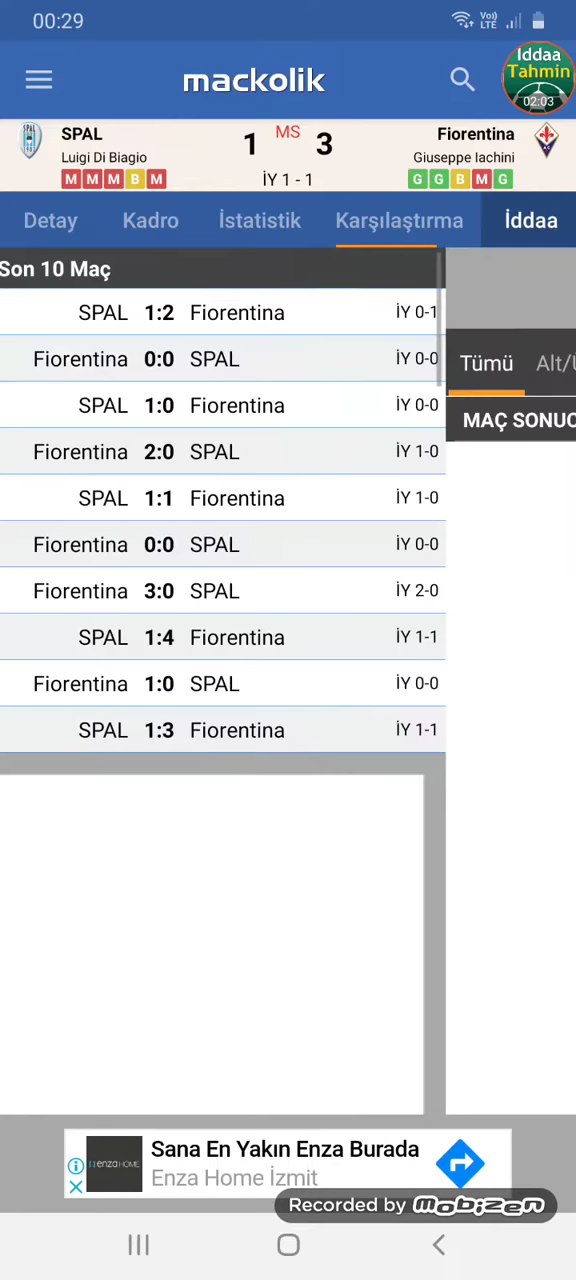 00:29
Vo)) LTE
mackolik
İddaa
Tahmin
02:03
SPAL 1 MS 3 Fiorentina
Luigi Di Biagio Giuseppe Iachini
M M M B M İY 1 - 1 G G B M G
Detay Kadro İstatistik Karşılaştırma İddaa
Son 10 Maç
SPAL 1:2 Fiorentina İY 0-1
Fiorentina 0:0 SPAL İY 0-0
SPAL 1:0 Fiorentina İY 0-0
Fiorentina 2:0 SPAL İY 1-0
SPAL 1:1 Fiorentina İY 1-0
Fiorentina 0:0 SPAL İY 0-0
Fiorentina 3:0 SPAL İY 2-0
SPAL 1:4 Fiorentina İY 1-1
Fiorentina 1:0 SPAL İY 0-0
SPAL 1:3 Fiorentina İY 1-1
Tümü Alt/Ü
MAÇ SONUC
enzaHOME
Sana En Yakın Enza Burada
Enza Home İzmit
Recorded by mobizen